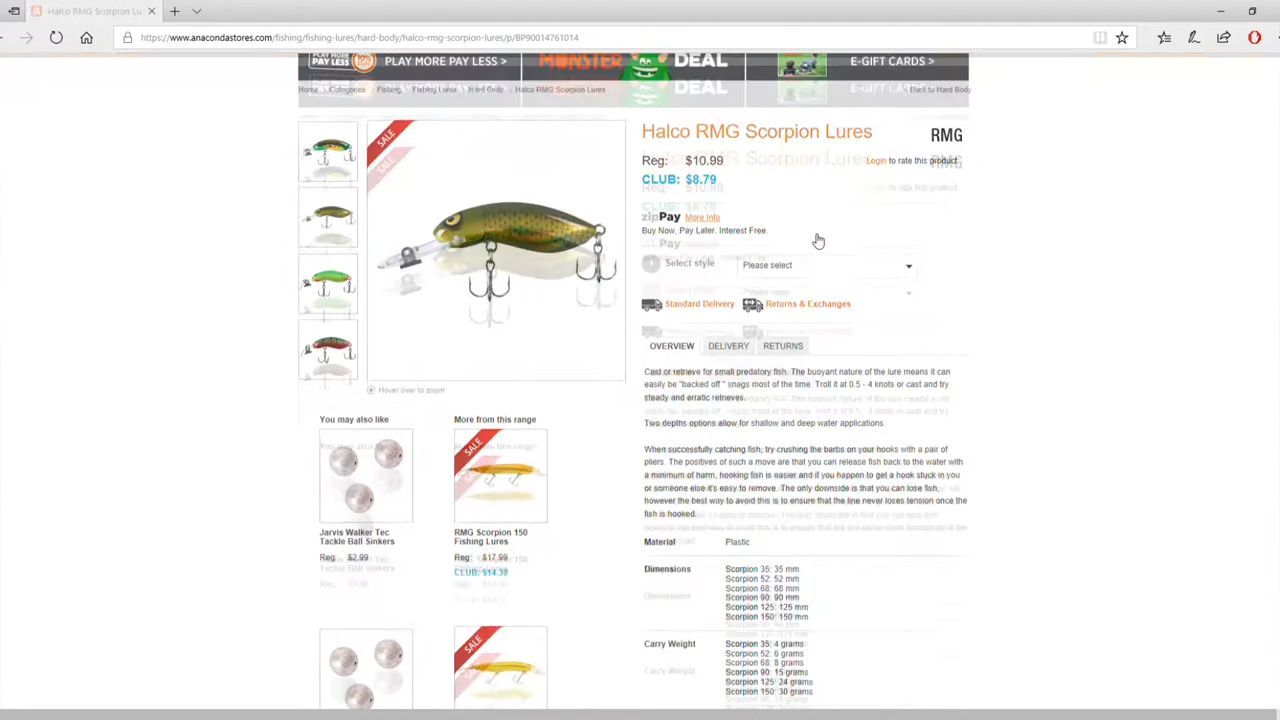 Halco RMG Scorpion Lu
https://www.anacondastores.com/fishing/fishing-lures/hard-body/halco-rmg-scorpion-lures/p/BP90014761014
PLAY MORE PAY LESS
PLAY MORE PAY LESS >
MONSTER DEAL
E-GIFT CARDS >
Home Categories Fishing Fishing Lures Hard Body Halco RMG Scorpion Lures
Back to Hard Body
SALE
Halco RMG Scorpion Lures
RMG
Reg: $10.99
Login to rate this product
CLUB: $8.79
zipPay More Info
Buy Now, Pay Later. Interest Free.
1 Select style
Please select
Standard Delivery
Returns & Exchanges
OVERVIEW DELIVERY RETURNS
Cast or retrieve for small predatory fish. The buoyant nature of the lure means it can
easily be "backed off " snags most of the time. Troll it at 0.5 - 4 knots or cast and try
steady and erratic retrieves.
Two depths options allow for shallow and deep water applications.
When successfully catching fish, try crushing the barbs on your hooks with a pair of
pliers. The positives of such a move are that you can release fish back to the water with
a minimum of harm, hooking fish is easier and if you happen to get a hook stuck in you
or someone else it's easy to remove. The only downside is that you can lose fish,
however the best way to avoid this is to ensure that the line never loses tension once the
fish is hooked.
Material Plastic
Dimensions
Scorpion 35: 35 mm
Scorpion 52: 52 mm
Scorpion 68: 68 mm
Scorpion 90: 90 mm
Scorpion 125: 125 mm
Scorpion 150: 150 mm
Carry Weight
Scorpion 35: 4 grams
Scorpion 52: 6 grams
Scorpion 68: 8 grams
Scorpion 90: 15 grams
Scorpion 125: 24 grams
Scorpion 150: 30 grams
Hover over to zoom
You may also like
More from this range
SALE
Jarvis Walker Tec
Tackle Ball Sinkers
Reg: $2.99
RMG Scorpion 150
Fishing Lures
Reg: $17.99
CLUB: $14.39
SALE